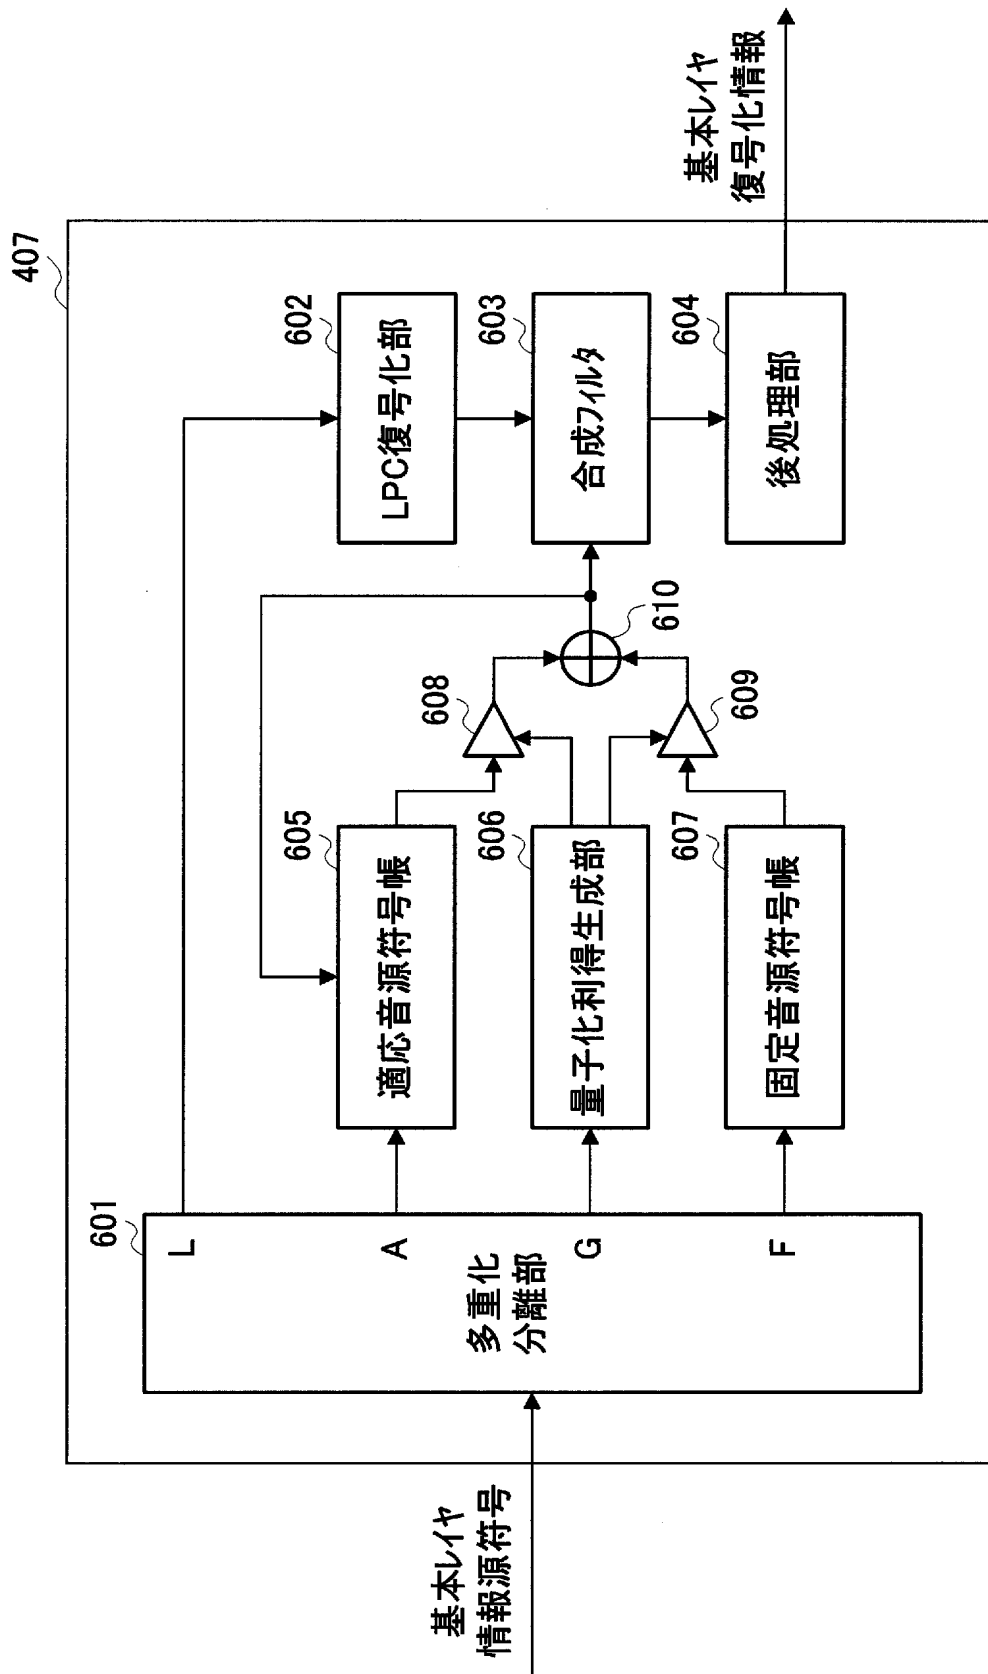 407
基本レイヤ
情報源符号
601
多重化
分離部
L
A
G
F
605
適応音源符号帳
606
量子化利得生成部
607
固定音源符号帳
608
609
610
602
LPC復号化部
603
合成フィルタ
604
後処理部
基本レイヤ
復号化情報